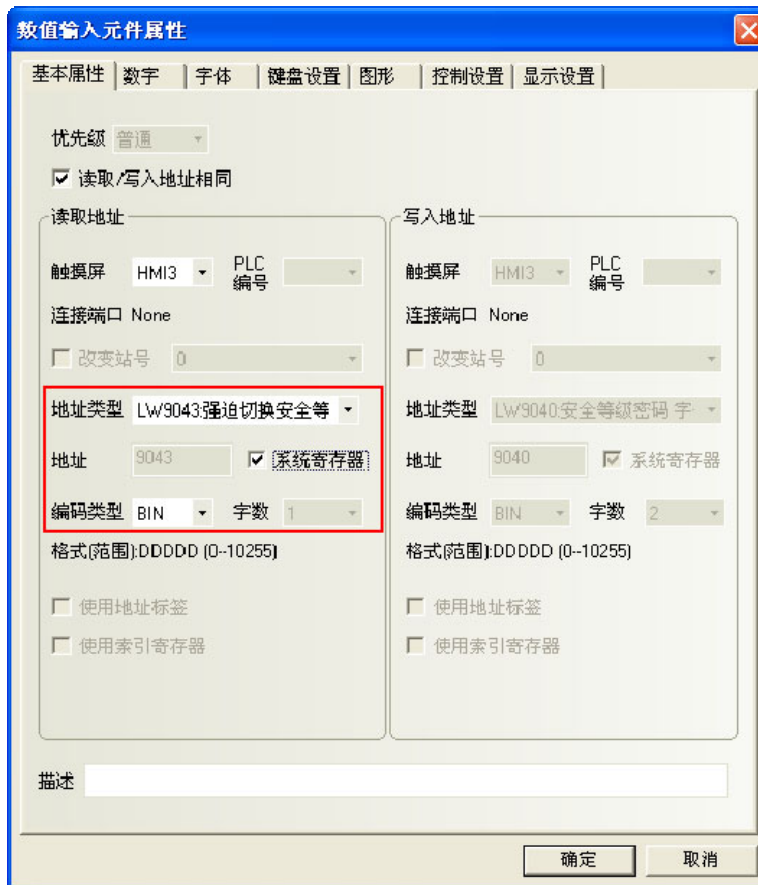 数值输入元件属性
基本属性 数字 字体 键盘设置 图形 控制设置 显示设置
优先级 普通
读取/写入地址相同
读取地址
触摸屏 HMI3 PLC编号
连接端口 None
改变站号 0
地址类型 LW9043:强迫切换安全等
地址 9043 系统寄存器
编码类型 BIN 字数 1
格式(范围):DDDDD (0--10255)
使用地址标签
使用索引寄存器
写入地址
触摸屏 HMI3 PLC编号
连接端口 None
改变站号 0
地址类型 LW9040:安全等级密码 字
地址 9040 系统寄存器
编码类型 BIN 字数 2
格式(范围):DDDDD (0--10255)
使用地址标签
使用索引寄存器
描述
确定 取消